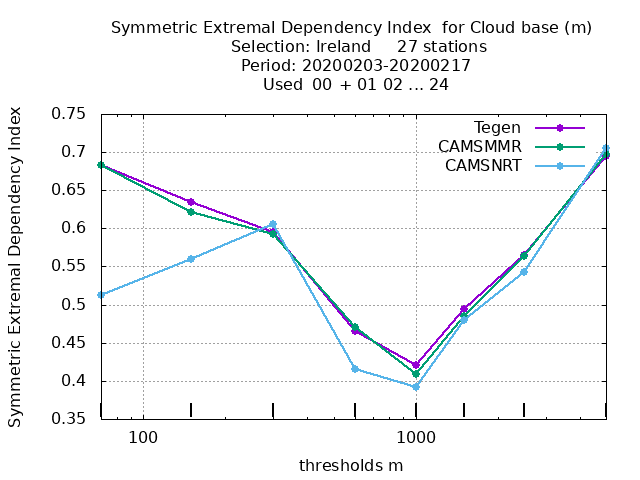 Symmetric Extremal Dependency Index for Cloud base (m)
Selection: Ireland 27 stations
Period: 20200203-20200217
Used 00 + 01 02 ... 24
Symmetric Extremal Dependency Index
0.75
0.7
0.65
0.6
0.55
0.5
0.45
0.4
0.35
Tegen
CAMSMMR
CAMSNRT
100
1000
thresholds m